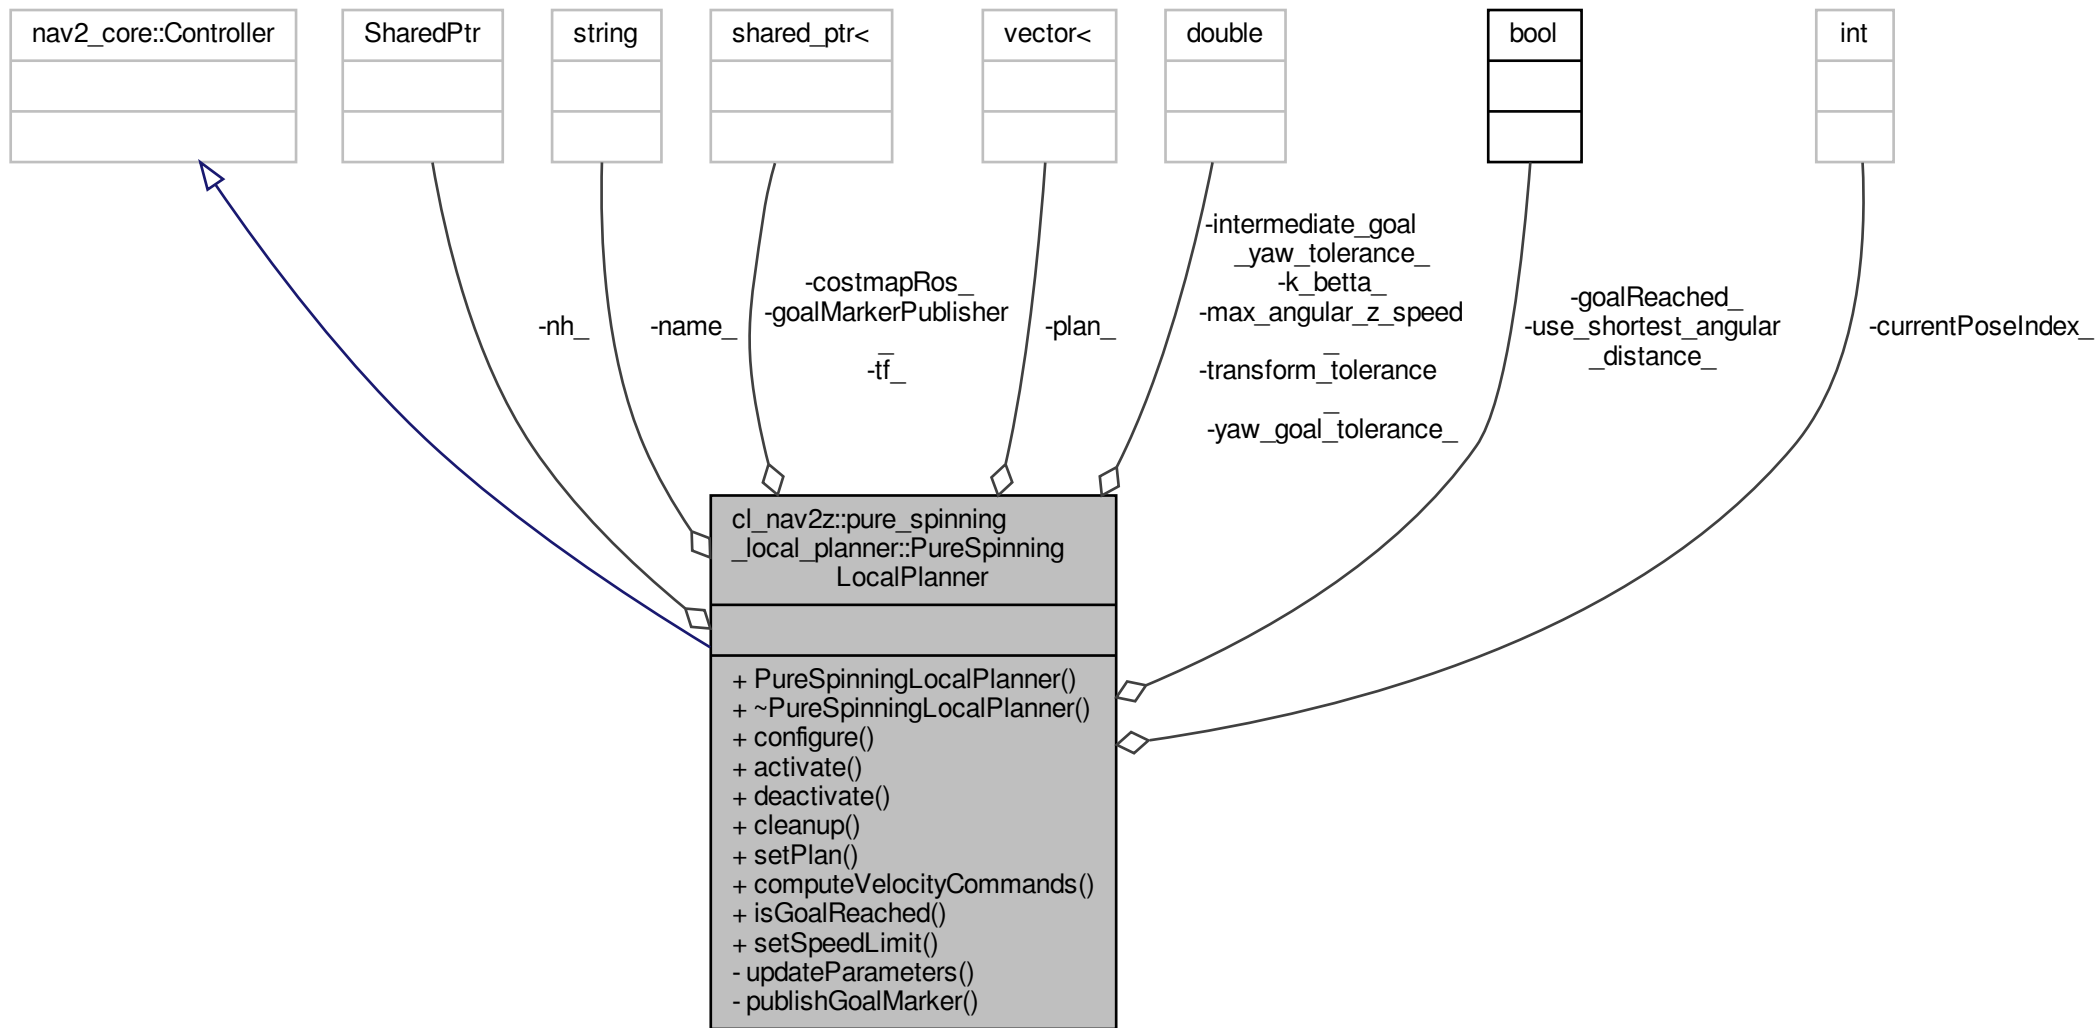 nav2_core::Controller
SharedPtr
string
shared_ptr<
vector<
double
bool
int
-nh_
-name_
-costmapRos_
-goalMarkerPublisher
_
-tf_
-plan_
-intermediate_goal
_yaw_tolerance_
-k_betta_
-max_angular_z_speed
_
-transform_tolerance
_
-yaw_goal_tolerance_
-goalReached_
-use_shortest_angular
_distance_
-currentPoseIndex_
cl_nav2z::pure_spinning
_local_planner::PureSpinning
LocalPlanner
+ PureSpinningLocalPlanner()
+ ~PureSpinningLocalPlanner()
+ configure()
+ activate()
+ deactivate()
+ cleanup()
+ setPlan()
+ computeVelocityCommands()
+ isGoalReached()
+ setSpeedLimit()
- updateParameters()
- publishGoalMarker()